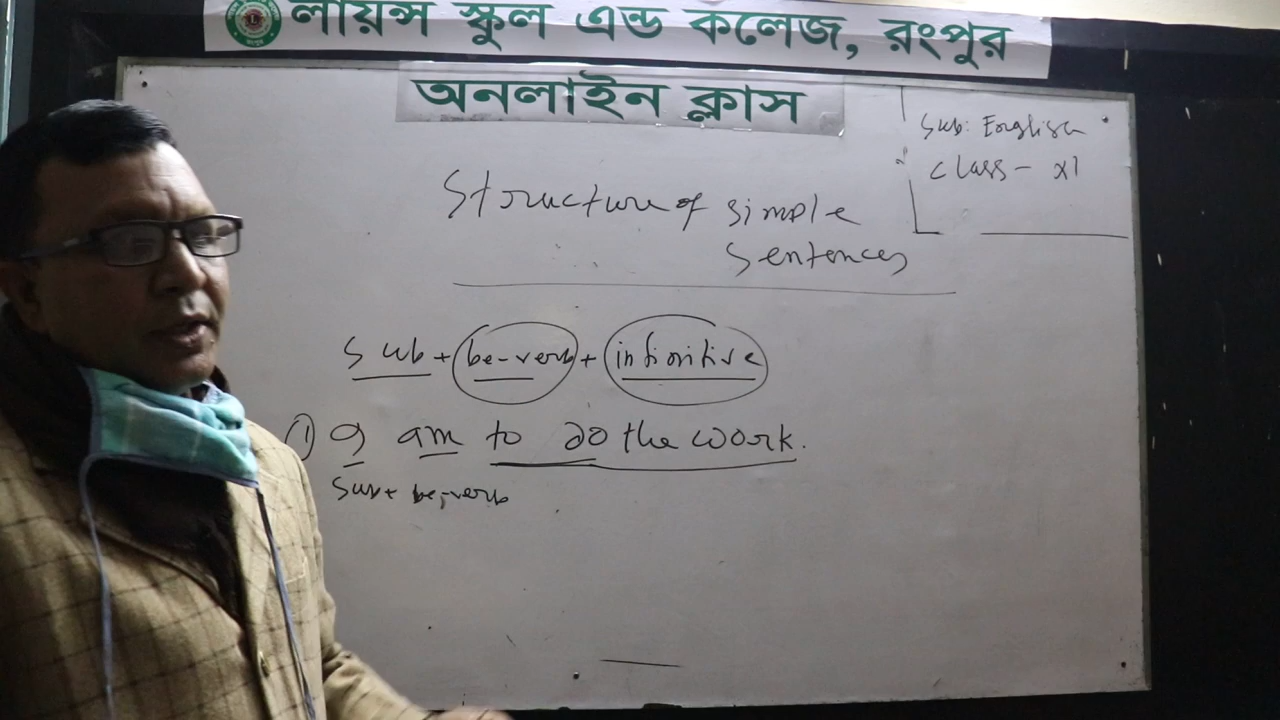 লায়ন্স স্কুল এন্ড কলেজ, রংপুর
অনলাইন ক্লাস
Sub: English
Class - XI
Structure of simple
sentences
Sub + be-verb + infinitive
① I am to do the work.
Sub + be-verb